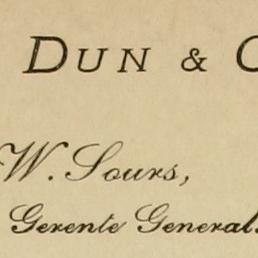 DUN & C
W. Sours,
Gerente General.